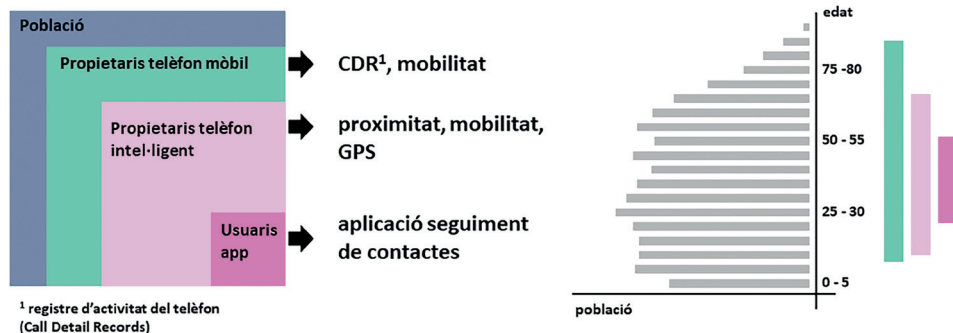 Població
Propietaris telèfon mòbil
Propietaris telèfon
intel·ligent
Usuaris
app
CDR¹, mobilitat
proximitat, mobilitat,
GPS
aplicació seguiment
de contactes
¹ registre d'activitat del telèfon
(Call Detail Records)
edat
75 -80
50 - 55
25 - 30
0 - 5
població